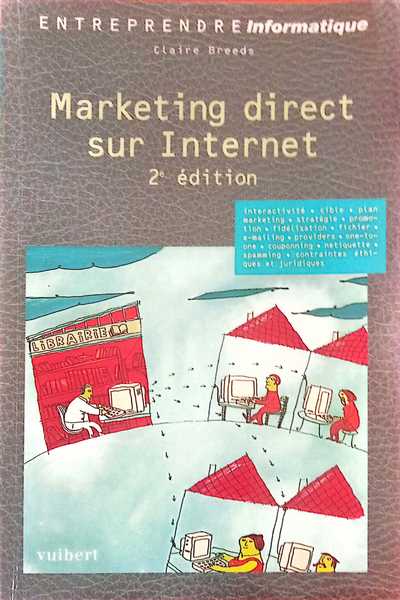 ENTREPRENDRE informatique
Claire Breeds
Marketing direct
sur Internet
2e édition
interactivité • cible • plan
marketing • stratégie • promo-
tion • fidélisation • fichier •
e-mailing • providers • one-to-
one • couponning • netiquette •
spamming • contraintes éthi-
ques et juridiques
LIBRAIRIE
vuibert